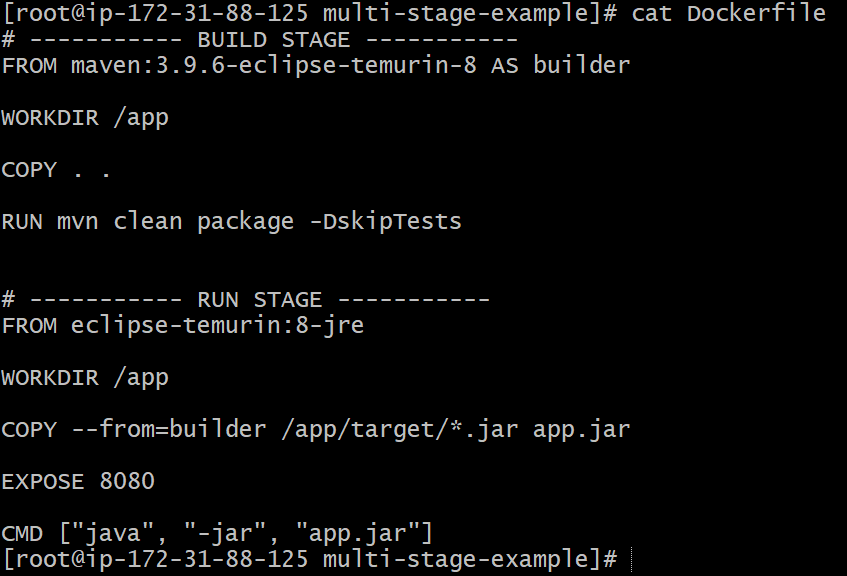 [root@ip-172-31-88-125 multi-stage-example]# cat Dockerfile
# ----------- BUILD STAGE -----------
FROM maven:3.9.6-eclipse-temurin-8 AS builder
WORKDIR /app
COPY . .
RUN mvn clean package -DskipTests
# ----------- RUN STAGE -----------
FROM eclipse-temurin:8-jre
WORKDIR /app
COPY --from=builder /app/target/*.jar app.jar
EXPOSE 8080
CMD ["java", "-jar", "app.jar"]
[root@ip-172-31-88-125 multi-stage-example]#